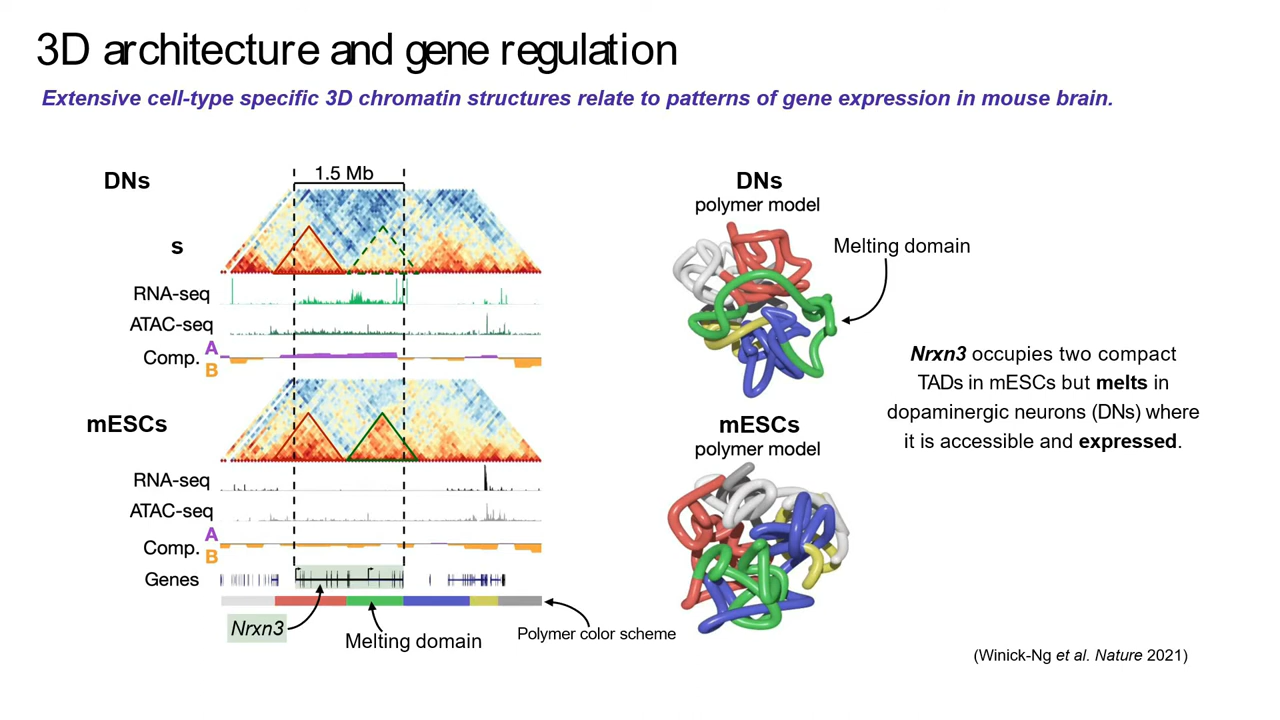 3D architecture and gene regulation
Extensive cell-type specific 3D chromatin structures relate to patterns of gene expression in mouse brain.
1.5 Mb
DNs
s
RNA-seq
ATAC-seq
Comp.
A
B
mESCs
RNA-seq
ATAC-seq
Comp.
A
B
Genes
Nrxn3
Melting domain
Polymer color scheme
DNs
polymer model
Melting domain
mESCs
polymer model
Nrxn3 occupies two compact
TADs in mESCs but melts in
dopaminergic neurons (DNs) where
it is accessible and expressed.
(Winick-Ng et al. Nature 2021)